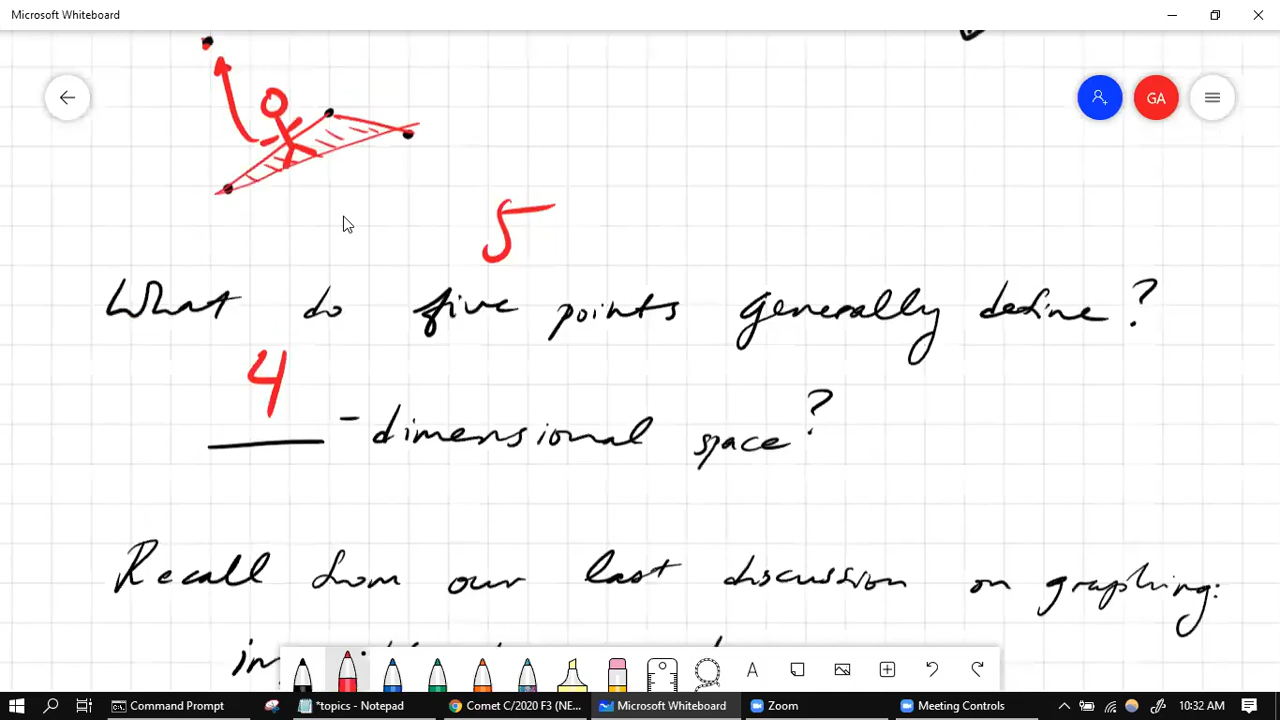 Microsoft Whiteboard
GA
5
What do five points generally define?
4
-dimensional space?
Recall from our last discussion on graphing:
A
Command Prompt
*topics - Notepad
Comet C/2020 F3 (NE...
Microsoft Whiteboard
Zoom
Meeting Controls
10:32 AM